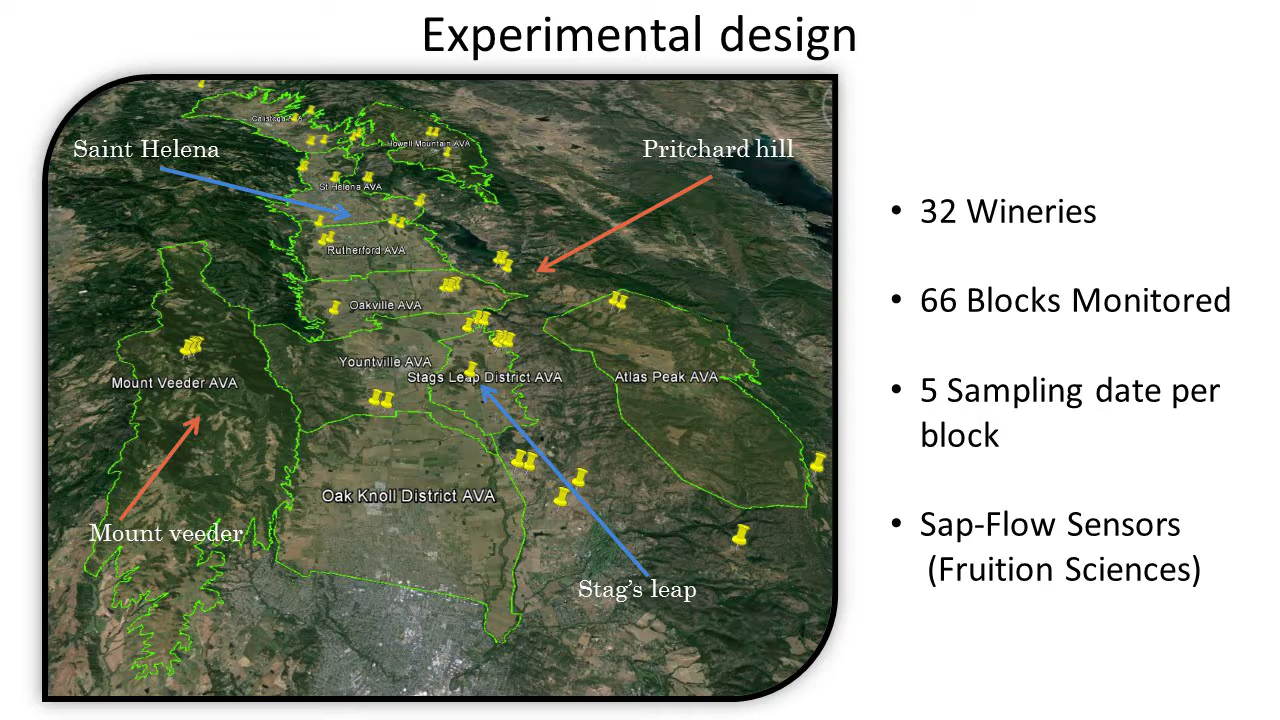 Experimental design
Calistoga AVA
Howell Mountain AVA
Saint Helena
Pritchard hill
St Helena AVA
Rutherford AVA
Oakville AVA
Yountville AVA
Stags Leap District AVA
Atlas Peak AVA
Mount Veeder AVA
Oak Knoll District AVA
Mount veeder
Stag's leap
• 32 Wineries
• 66 Blocks Monitored
• 5 Sampling date per
block
• Sap-Flow Sensors
(Fruition Sciences)